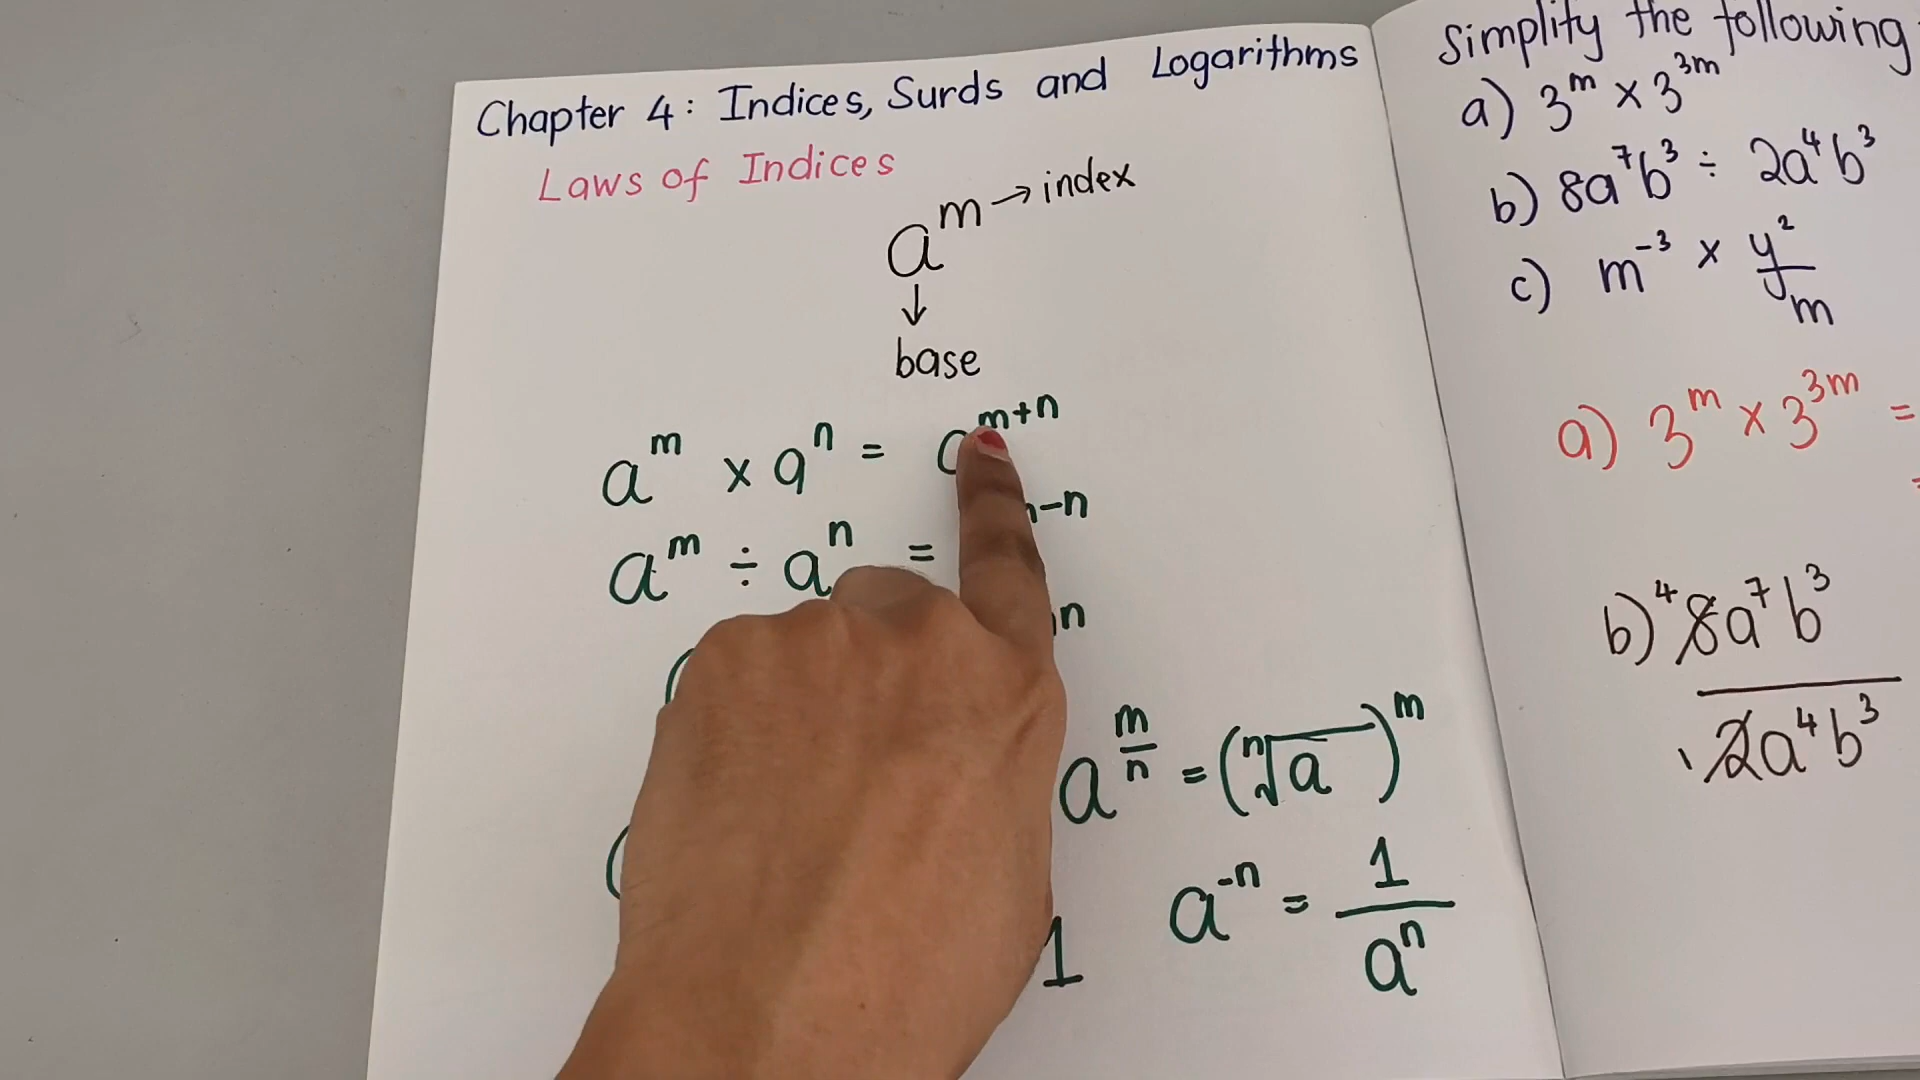 Chapter 4: Indices, Surds and Logarithms
Laws of Indices
a^m → index
↓
base
a^m × a^n = a^{m+n}
a^m ÷ a^n = -n
n
a^{m/n} = (ⁿ√a)^m
1
a^{-n} = 1/a^n
Simplify the following
a) 3^m × 3^{3m}
b) 8a^7b^3 ÷ 2a^4b^3
c) m^{-3} × y^2/m
a) 3^m × 3^{3m} =
b) 4 8a^7b^3
2a^4b^3